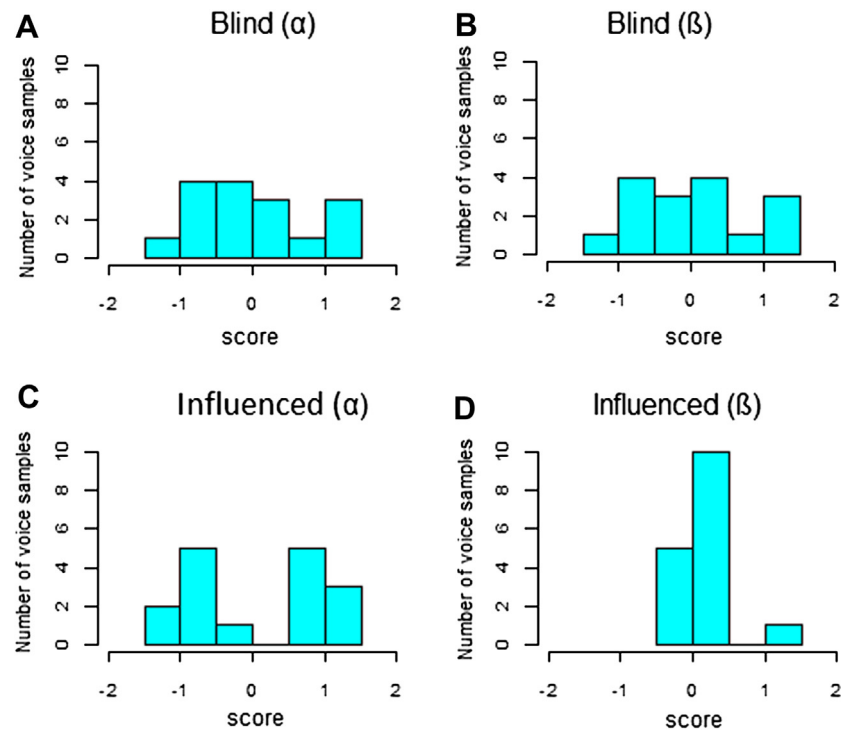 A
Blind (α)
Number of voice samples
10
8
6
4
2
0
-2 -1 0 1 2
score
B
Blind (ß)
Number of voice samples
10
8
6
4
2
0
-2 -1 0 1 2
score
C
Influenced (α)
Number of voice samples
10
8
6
4
2
0
-2 -1 0 1 2
score
D
Influenced (ß)
Number of voice samples
10
8
6
4
2
0
-2 -1 0 1 2
score